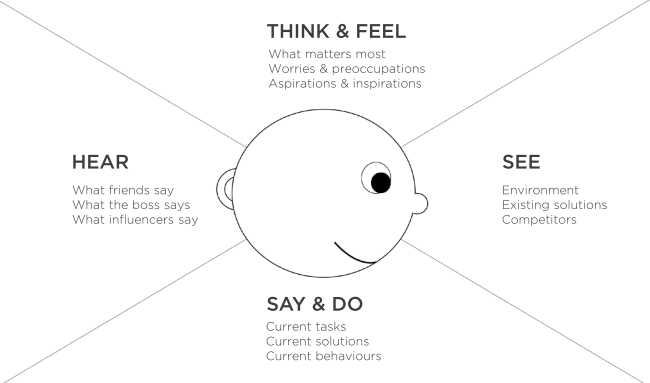 THINK & FEEL
What matters most
Worries & preoccupations
Aspirations & inspirations
HEAR
What friends say
What the boss says
What influencers say
SEE
Environment
Existing solutions
Competitors
SAY & DO
Current tasks
Current solutions
Current behaviours